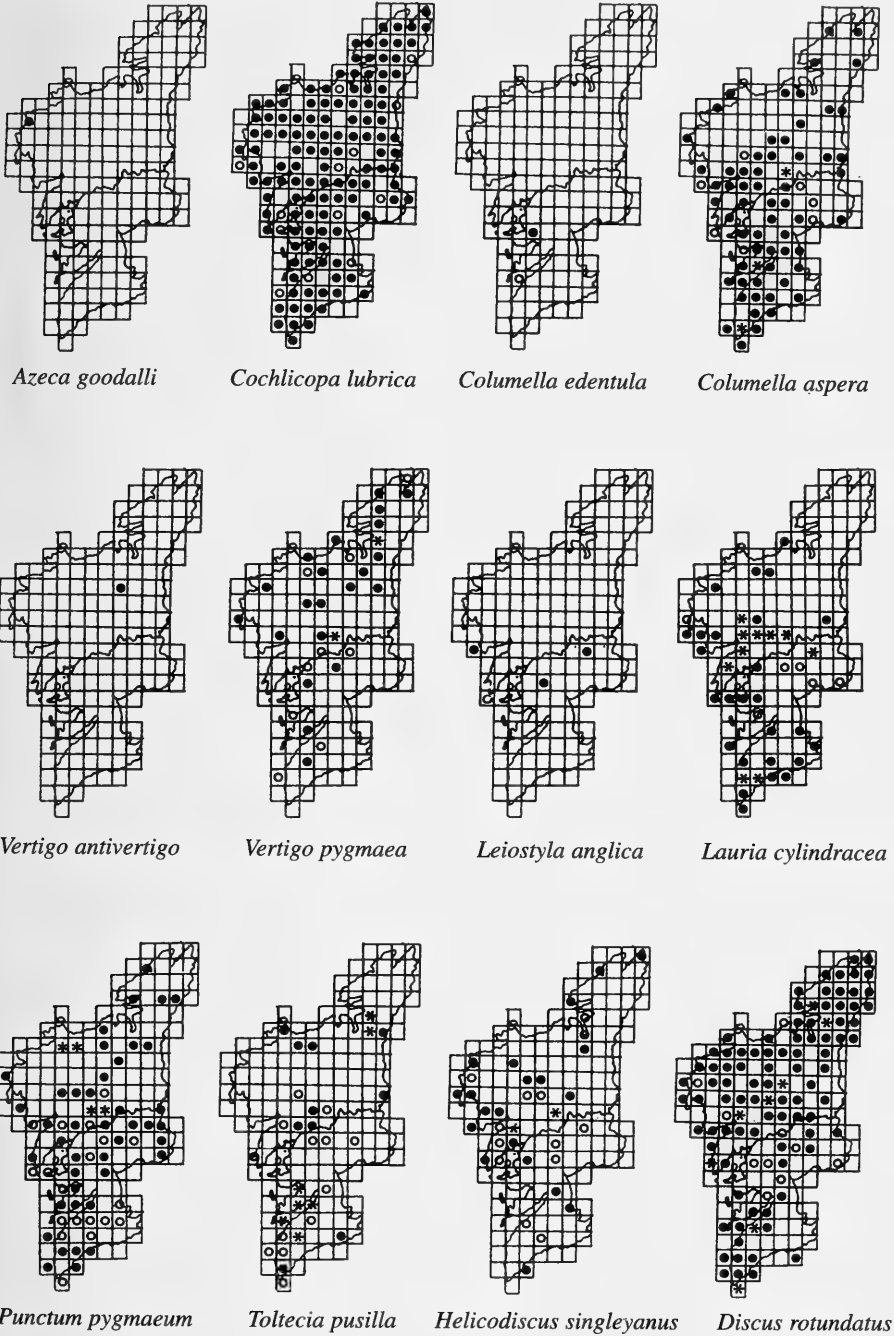 Azeca goodalli Cochlicopa lubrica Columella edentula Columella aspera
Vertigo antivertigo Vertigo pygmaea Leiostyla anglica Lauria cylindracea
Punctum pygmaeum Toltecia pusilla Helicodiscus singleyanus Discus rotundatus